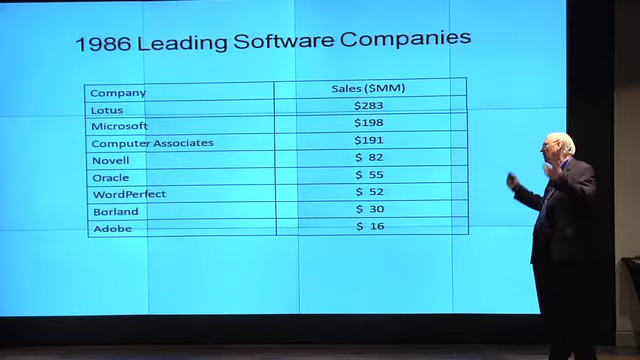 1986 Leading Software Companies
Company Sales ($MM)
Lotus $283
Microsoft $198
Computer Associates $191
Novell $ 82
Oracle $ 55
WordPerfect $ 52
Borland $ 30
Adobe $ 16